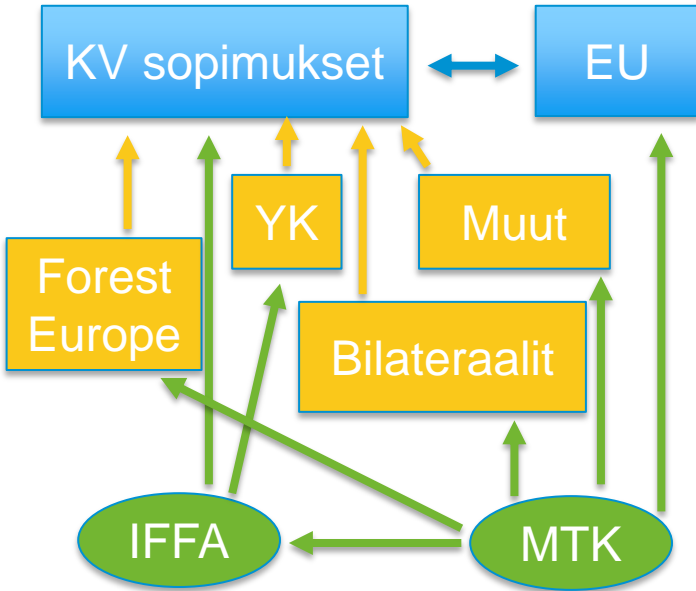 KV sopimukset
EU
YK
Muut
Forest
Europe
Bilateraalit
IFFA
MTK